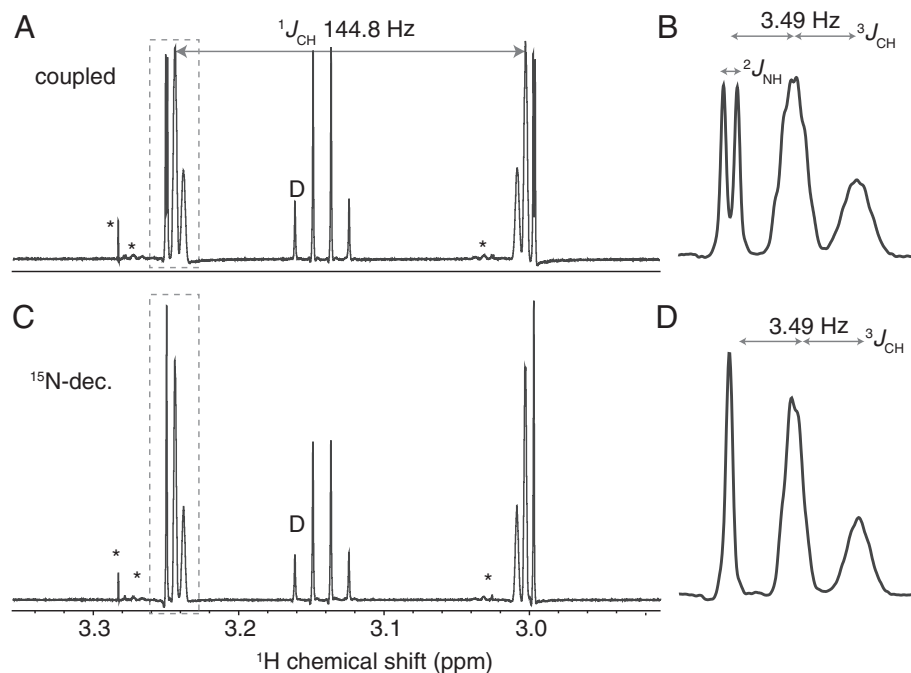 A
coupled
¹J_CH 144.8 Hz
*
*
D
*
B
3.49 Hz
³J_CH
²J_NH
C
¹⁵N-dec.
*
*
D
*
D
3.49 Hz
³J_CH
3.3
3.2
3.1
3.0
¹H chemical shift (ppm)